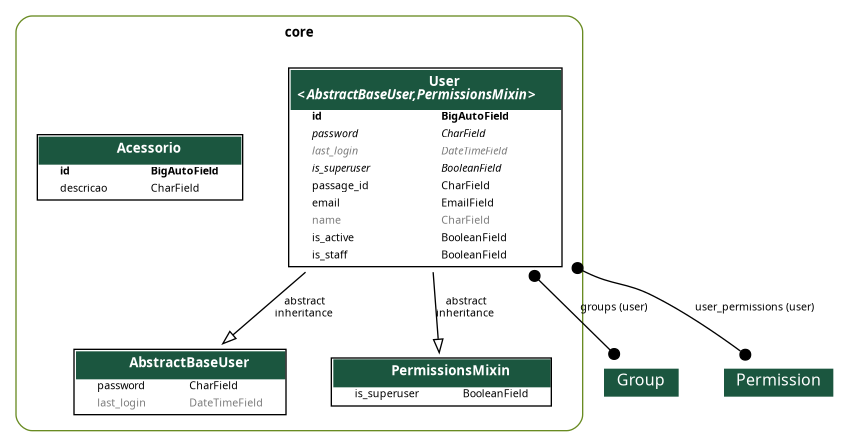 core
User
<AbstractBaseUser,PermissionsMixin>
id BigAutoField
password CharField
last_login DateTimeField
is_superuser BooleanField
passage_id CharField
email EmailField
name CharField
is_active BooleanField
is_staff BooleanField
Acessorio
id BigAutoField
descricao CharField
abstract
inheritance
abstract
inheritance
groups (user)
user_permissions (user)
AbstractBaseUser
password CharField
last_login DateTimeField
PermissionsMixin
is_superuser BooleanField
Group
Permission